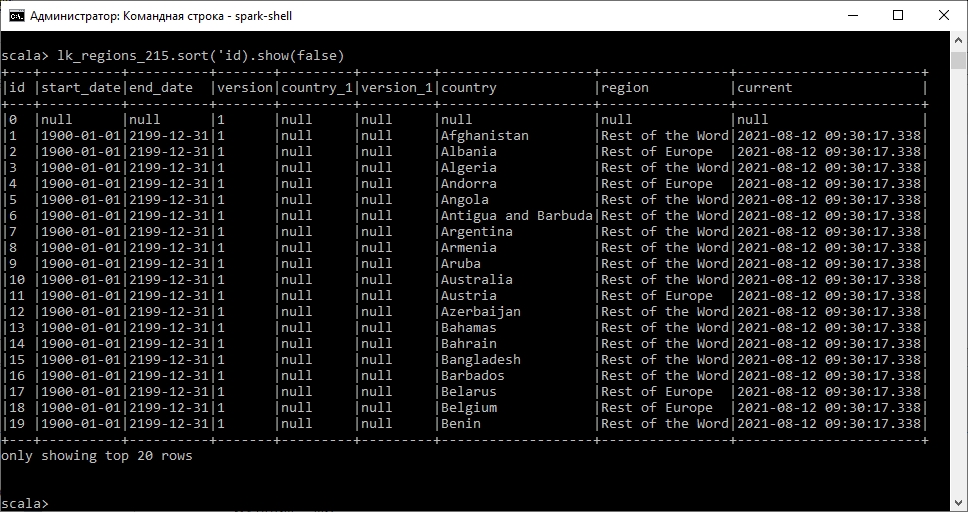 Администратор: Командная строка - spark-shell
scala> lk_regions_215.sort('id).show(false)
+---+----------+----------+-------+---------+---------+-------------------+----------------+-----------------------+
|id |start_date|end_date  |version|country_1|version_1|country            |region          |current                |
+---+----------+----------+-------+---------+---------+-------------------+----------------+-----------------------+
|0  |null      |null      |1      |null     |null     |null               |null            |null                   |
|1  |1900-01-01|2199-12-31|1      |null     |null     |Afghanistan        |Rest of the Word|2021-08-12 09:30:17.338|
|2  |1900-01-01|2199-12-31|1      |null     |null     |Albania            |Rest of Europe  |2021-08-12 09:30:17.338|
|3  |1900-01-01|2199-12-31|1      |null     |null     |Algeria            |Rest of the Word|2021-08-12 09:30:17.338|
|4  |1900-01-01|2199-12-31|1      |null     |null     |Andorra            |Rest of Europe  |2021-08-12 09:30:17.338|
|5  |1900-01-01|2199-12-31|1      |null     |null     |Angola             |Rest of the Word|2021-08-12 09:30:17.338|
|6  |1900-01-01|2199-12-31|1      |null     |null     |Antigua and Barbuda|Rest of the Word|2021-08-12 09:30:17.338|
|7  |1900-01-01|2199-12-31|1      |null     |null     |Argentina          |Rest of the Word|2021-08-12 09:30:17.338|
|8  |1900-01-01|2199-12-31|1      |null     |null     |Armenia            |Rest of the Word|2021-08-12 09:30:17.338|
|9  |1900-01-01|2199-12-31|1      |null     |null     |Aruba              |Rest of the Word|2021-08-12 09:30:17.338|
|10 |1900-01-01|2199-12-31|1      |null     |null     |Australia          |Rest of the Word|2021-08-12 09:30:17.338|
|11 |1900-01-01|2199-12-31|1      |null     |null     |Austria            |Rest of Europe  |2021-08-12 09:30:17.338|
|12 |1900-01-01|2199-12-31|1      |null     |null     |Azerbaijan         |Rest of the Word|2021-08-12 09:30:17.338|
|13 |1900-01-01|2199-12-31|1      |null     |null     |Bahamas            |Rest of the Word|2021-08-12 09:30:17.338|
|14 |1900-01-01|2199-12-31|1      |null     |null     |Bahrain            |Rest of the Word|2021-08-12 09:30:17.338|
|15 |1900-01-01|2199-12-31|1      |null     |null     |Bangladesh         |Rest of the Word|2021-08-12 09:30:17.338|
|16 |1900-01-01|2199-12-31|1      |null     |null     |Barbados           |Rest of the Word|2021-08-12 09:30:17.338|
|17 |1900-01-01|2199-12-31|1      |null     |null     |Belarus            |Rest of Europe  |2021-08-12 09:30:17.338|
|18 |1900-01-01|2199-12-31|1      |null     |null     |Belgium            |Rest of Europe  |2021-08-12 09:30:17.338|
|19 |1900-01-01|2199-12-31|1      |null     |null     |Benin              |Rest of the Word|2021-08-12 09:30:17.338|
+---+----------+----------+-------+---------+---------+-------------------+----------------+-----------------------+
only showing top 20 rows
scala>